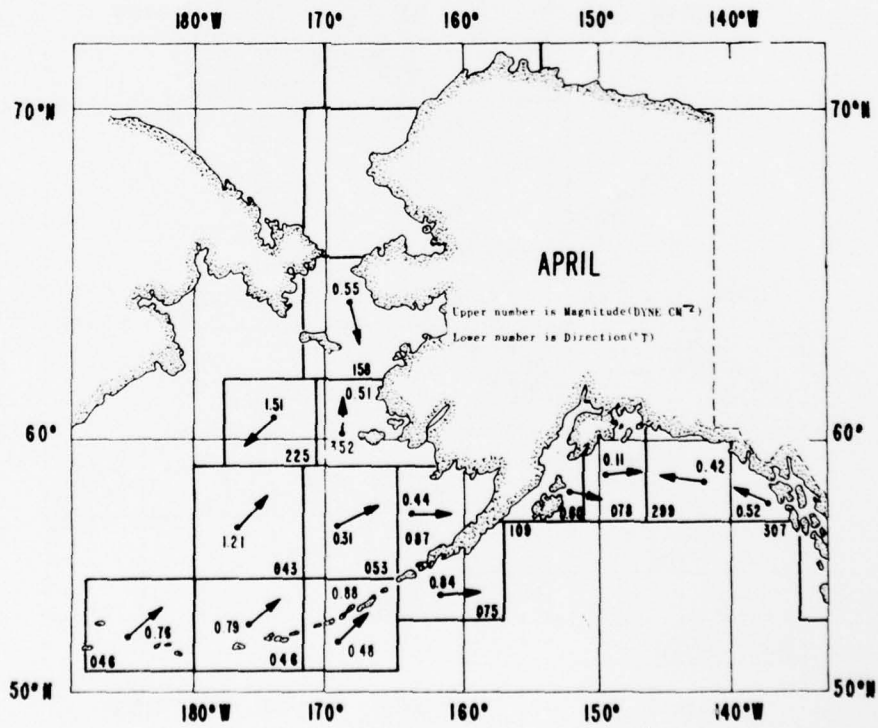 180°W 170° 160° 150° 140°W
70°N 70°N
APRIL
0.55
Upper number is Magnitude(DYNE CM⁻²)
Lower number is Direction(°T)
158
1.51 0.51
60° 225 352 60°
0.11 0.42
0.44 0.60 078 299 0.52
1.21 0.31 087 109 307
043 053
0.88 0.84
0.76 0.79 075
046 046 0.48
50°N 50°N
180°W 170° 160° 150° 140°W